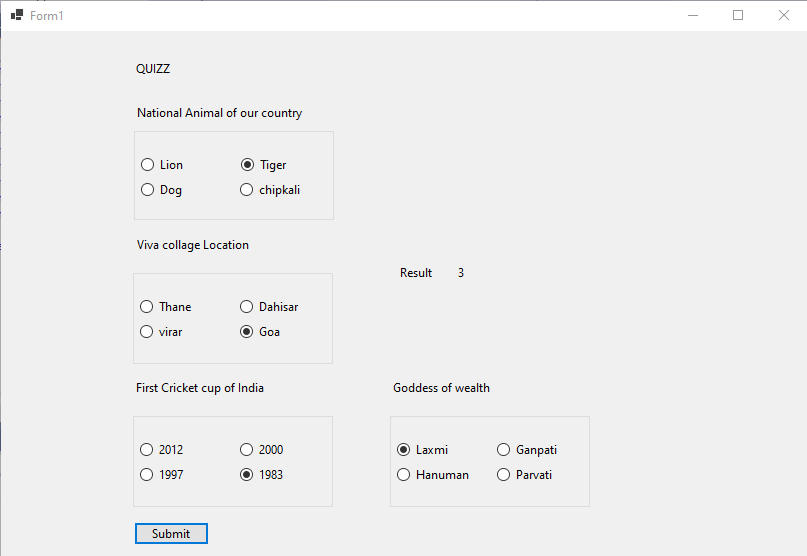 Form1
QUIZZ
National Animal of our country
Lion Tiger
Dog chipkali
Viva collage Location
Result 3
Thane Dahisar
virar Goa
First Cricket cup of India Goddess of wealth
2012 2000 Laxmi Ganpati
1997 1983 Hanuman Parvati
Submit